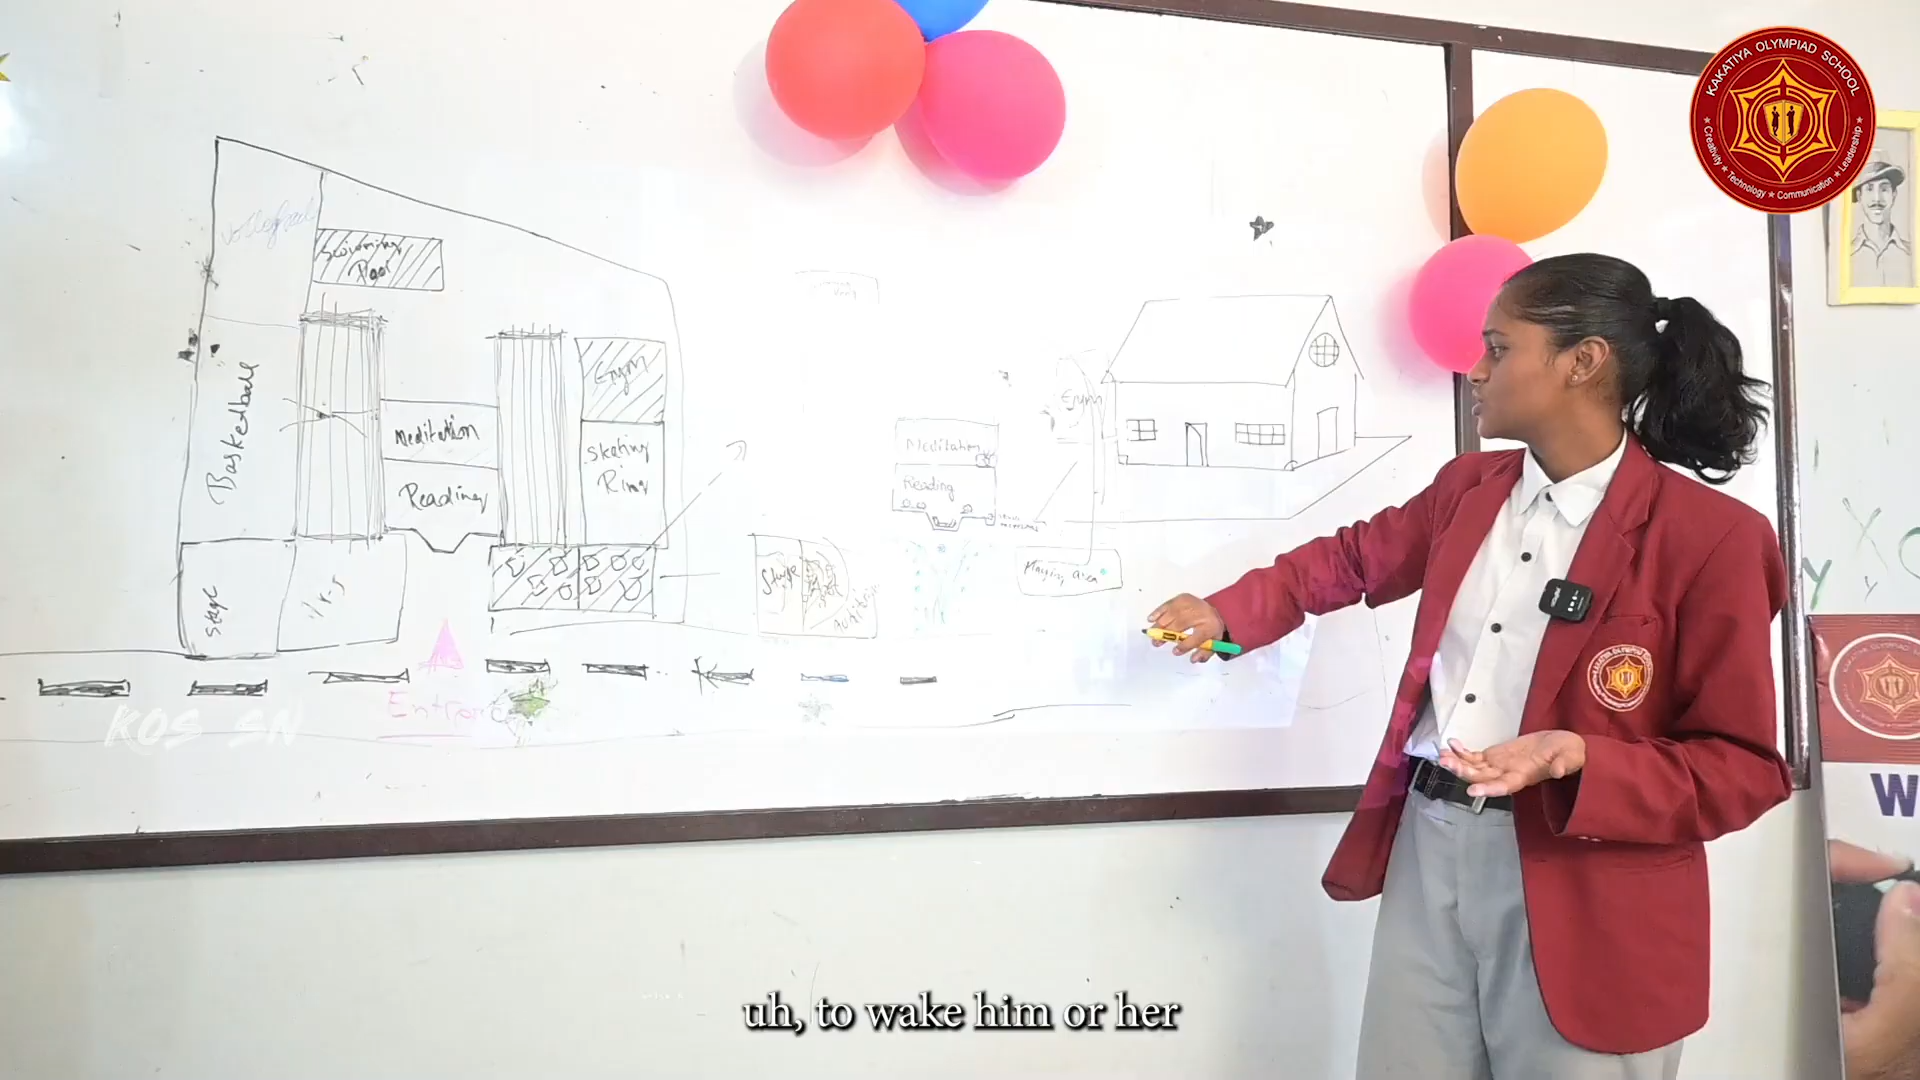 KAKATIYA OLYMPIAD SCHOOL
★ Creativity ★ Technology ★ Communication ★ Leadership ★
Volleyball
Swimming
Pool
Gym
Basketball
Meditation
Reading
Skating
Ring
Stage
Entrance
Gym
Meditation
Reading
Stage
Playing area
KOS SN
W
uh, to wake him or her